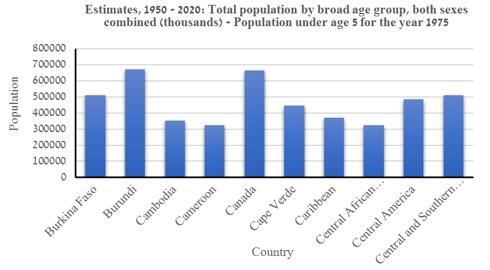 Estimates, 1950 - 2020: Total population by broad age group, both sexes
combined (thousands) - Population under age 5 for the year 1975
Population
800000
700000
600000
500000
400000
300000
200000
100000
0
Burkina Faso
Burundi
Cambodia
Cameroon
Canada
Cape Verde
Caribbean
Central African...
Central America
Central and Southern...
Country